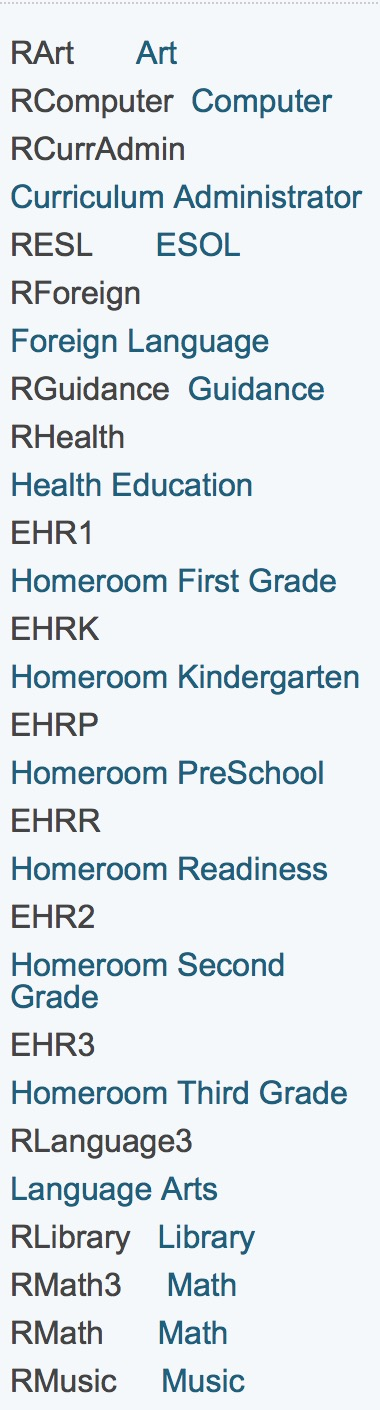 RArt Art
RComputer Computer
RCurrAdmin
Curriculum Administrator
RESL ESOL
RForeign
Foreign Language
RGuidance Guidance
RHealth
Health Education
EHR1
Homeroom First Grade
EHRK
Homeroom Kindergarten
EHRP
Homeroom PreSchool
EHRR
Homeroom Readiness
EHR2
Homeroom Second
Grade
EHR3
Homeroom Third Grade
RLanguage3
Language Arts
RLibrary Library
RMath3 Math
RMath Math
RMusic Music